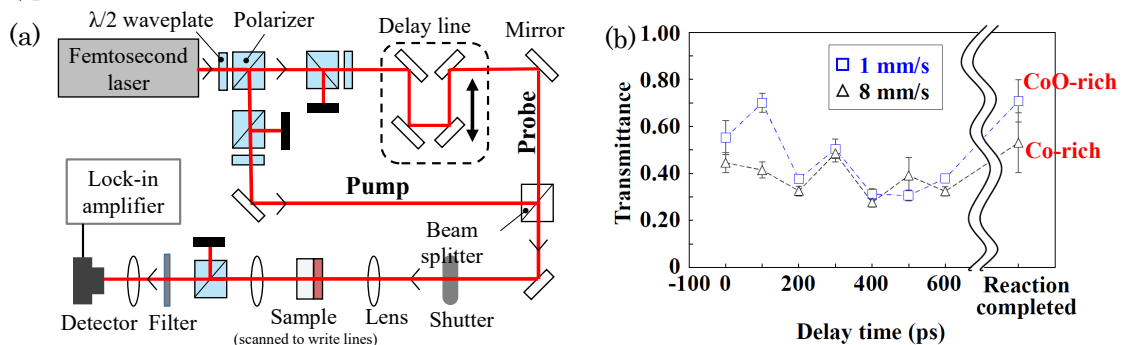 (a)
λ/2 waveplate
Polarizer
Delay line
Mirror
Femtosecond
laser
Probe
Pump
Lock-in
amplifier
Beam
splitter
Detector
Filter
Sample
(scanned to write lines)
Lens
Shutter
(b)
1.00
0.80
0.60
0.40
0.20
0
Transmittance
1 mm/s
8 mm/s
CoO-rich
Co-rich
-100
0
200
400
600
Reaction
completed
Delay time (ps)